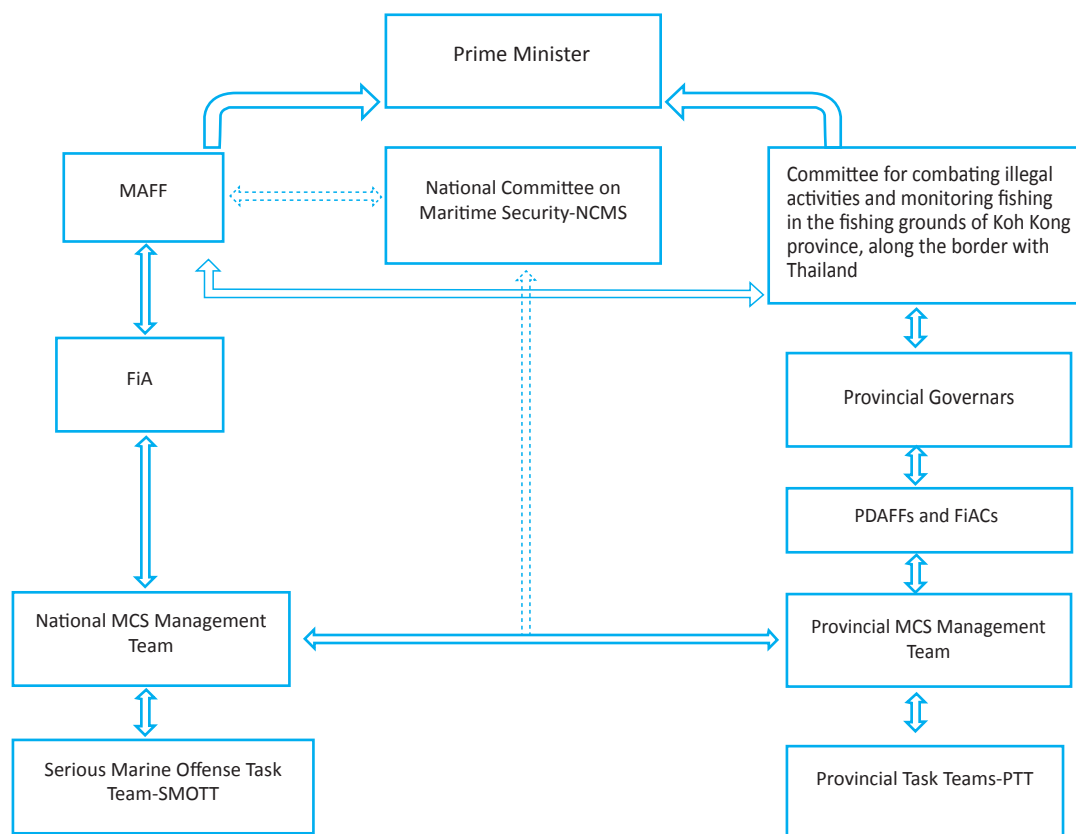 Prime Minister
MAFF
National Committee on
Maritime Security-NCMS
Committee for combating illegal
activities and monitoring fishing
in the fishing grounds of Koh Kong
province, along the border with
Thailand
FiA
Provincial Governars
PDAFFs and FiACs
National MCS Management
Team
Provincial MCS Management
Team
Serious Marine Offense Task
Team-SMOTT
Provincial Task Teams-PTT